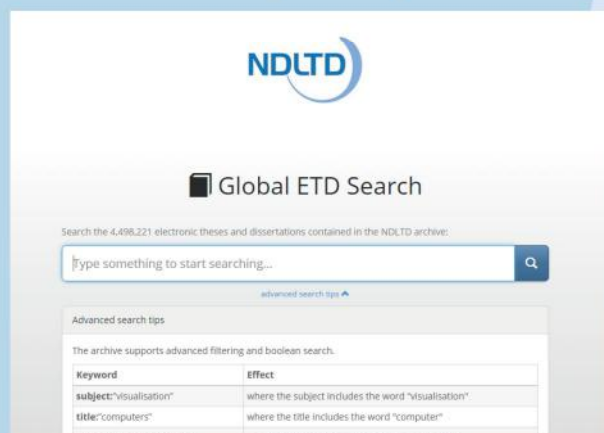 NDLTD
Global ETD Search
Search the 4,498,221 electronic theses and dissertations contained in the NDLTD archive:
Type something to start searching...
advanced search tips
Advanced search tips
The archive supports advanced filtering and boolean search.
Keyword Effect
subject:"visualisation" where the subject includes the word "visualisation"
title:"computers" where the title includes the word "computer"